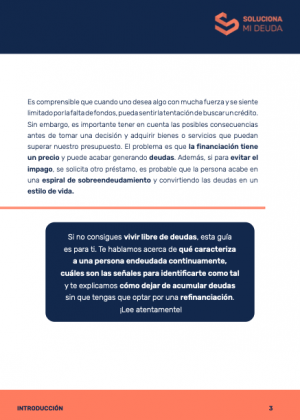 SOLUCIONA
MI DEUDA
Es comprensible que cuando uno desea algo con mucha fuerza y se siente
limitado por la falta de fondos, pueda sentir la tentación de buscar un crédito.
Sin embargo, es importante tener en cuenta las posibles consecuencias
antes de tomar una decisión y adquirir bienes o servicios que puedan
superar nuestro presupuesto. El problema es que la financiación tiene
un precio y puede acabar generando deudas. Además, si para evitar el
impago, se solicita otro préstamo, es probable que la persona acabe en
una espiral de sobreendeudamiento y convirtiendo las deudas en un
estilo de vida.
Si no consigues vivir libre de deudas, esta guía
es para ti. Te hablamos acerca de qué caracteriza
a una persona endeudada continuamente,
cuáles son las señales para identificarte como tal
y te explicamos cómo dejar de acumular deudas
sin que tengas que optar por una refinanciación.
¡Lee atentamente!
INTRODUCCIÓN
3